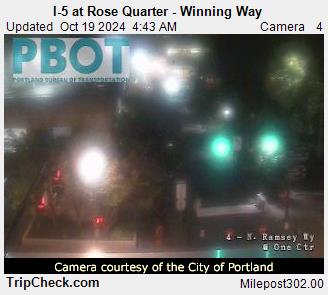 I-5 at Rose Quarter - Winning Way
Updated Oct 19 2024 4:43 AM Camera 4
PBOT
PORTLAND BUREAU OF TRANSPORTATION
4 - N. Ramsey Wy
@ One Ctr
Camera courtesy of the City of Portland
TripCheck.com Milepost302.00